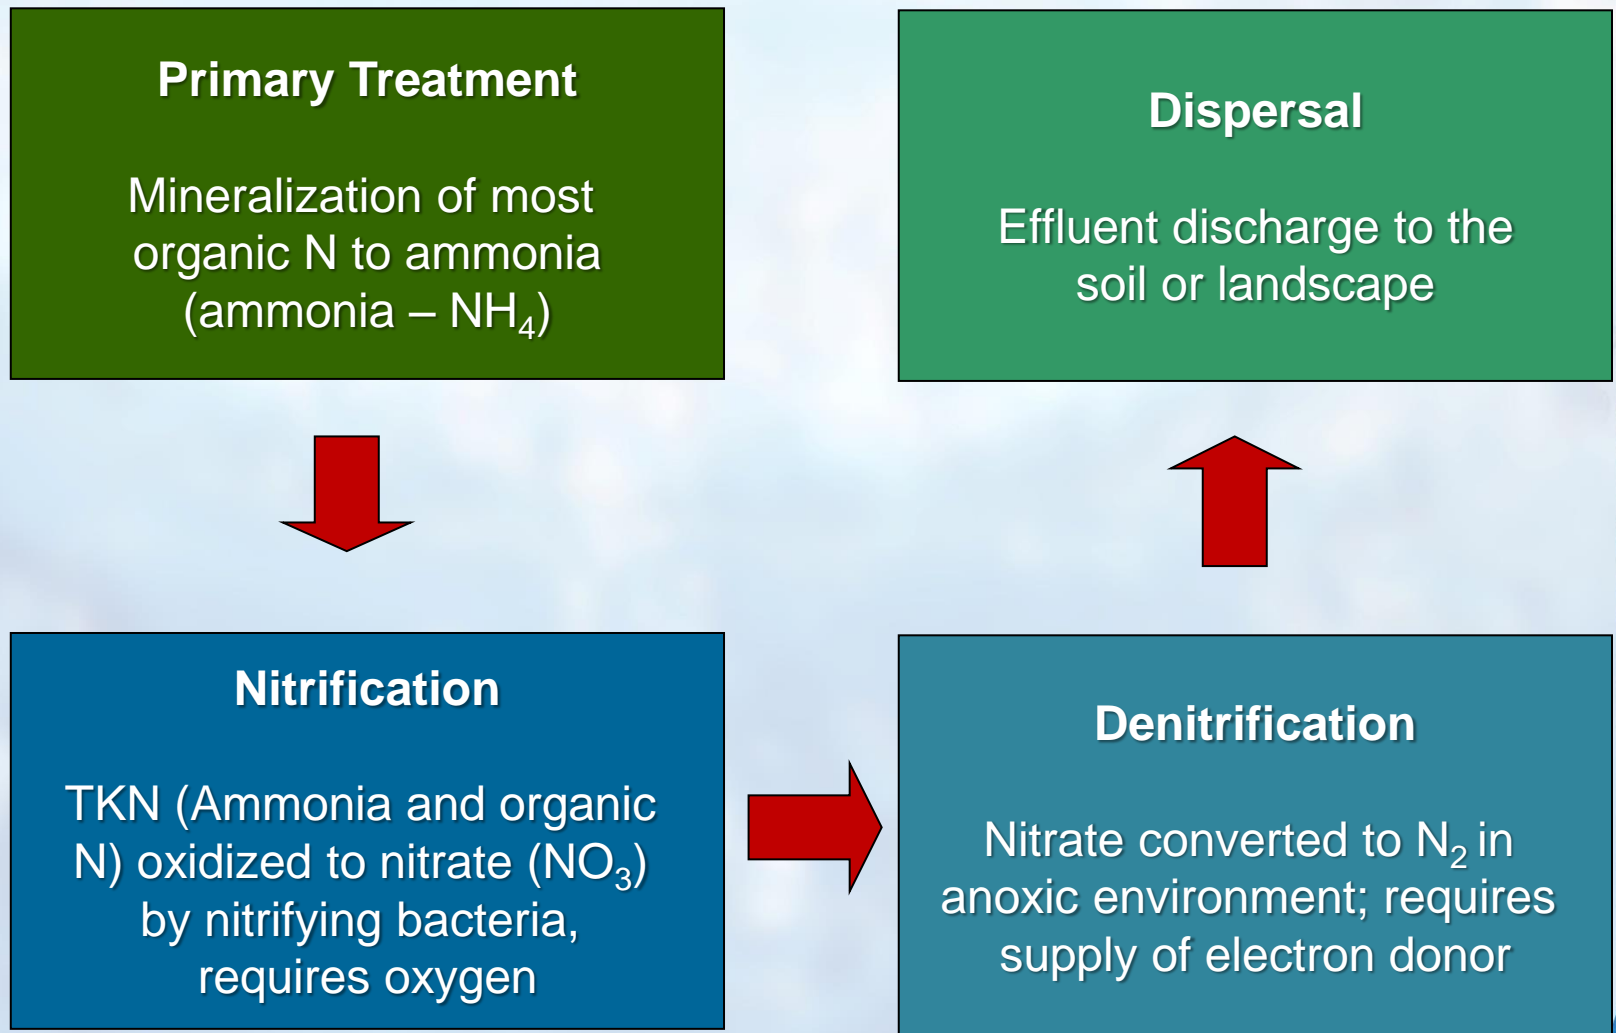 Primary Treatment
Mineralization of most
organic N to ammonia
(ammonia – NH₄)
Nitrification
TKN (Ammonia and organic
N) oxidized to nitrate (NO₃)
by nitrifying bacteria,
requires oxygen
Denitrification
Nitrate converted to N₂ in
anoxic environment; requires
supply of electron donor
Dispersal
Effluent discharge to the
soil or landscape